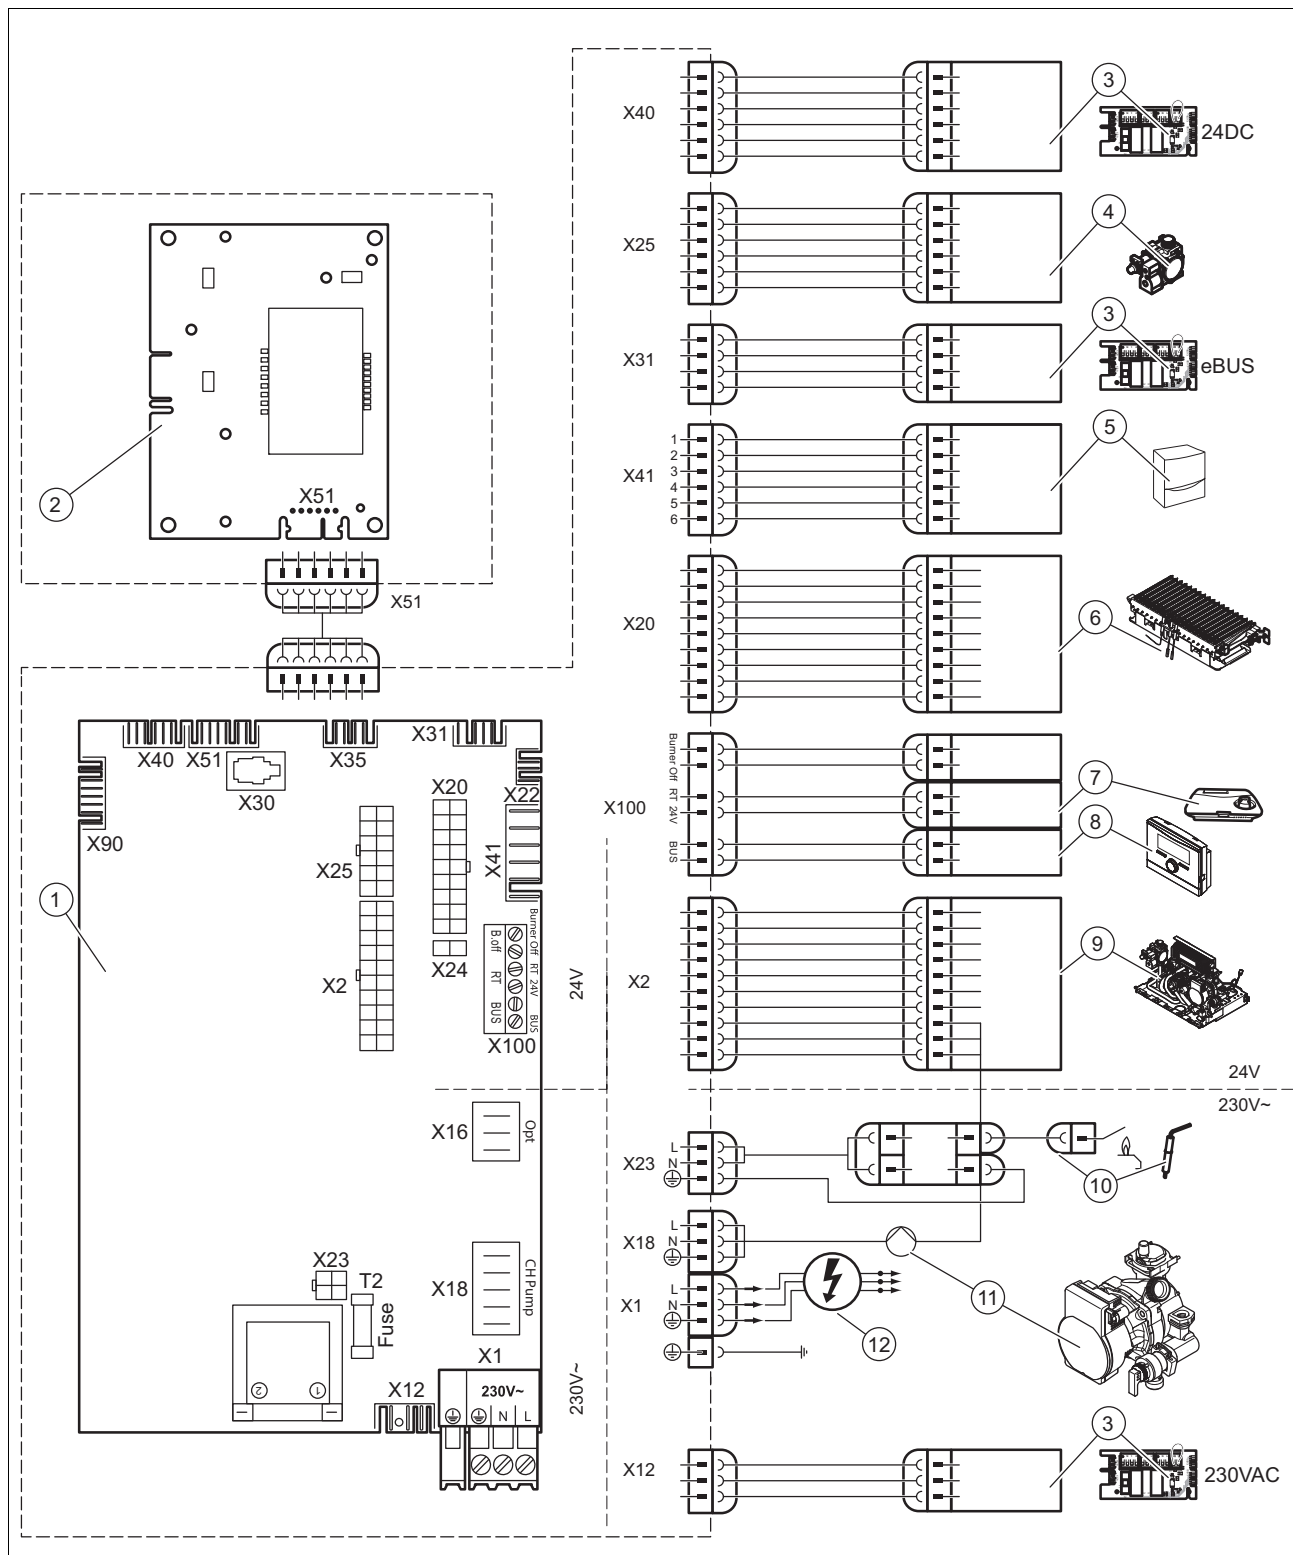 X40
3
24DC
X25
4
X31
3
eBUS
X41
1
2
3
4
5
6
5
X20
6
X100
Burner Off
RT
24V
BUS
7
8
X2
9
24V
230V~
X23
L
N
10
X18
L
N
11
X1
L
N
12
X12
3
230VAC
2
X51
X51
X40
X51
X35
X31
X30
X20
X22
X90
X25
X41
1
X2
X24
B.off
RT
BUS
Burner Off
RT
24V
BUS
X100
24V
X16
Opt
X18
CH Pump
X23
T2
Fuse
2
1
X12
X1
230V~
N
L
230V~